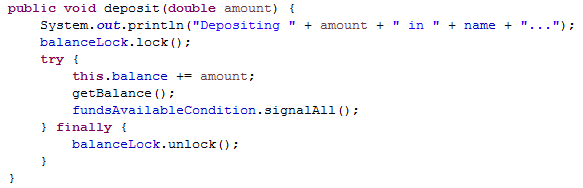 public void deposit(double amount) {
    System.out.println("Depositing " + amount + " in " + name + "...");
    balanceLock.lock();
    try {
        this.balance += amount;
        getBalance();
        fundsAvailableCondition.signalAll();
    } finally {
        balanceLock.unlock();
    }
}